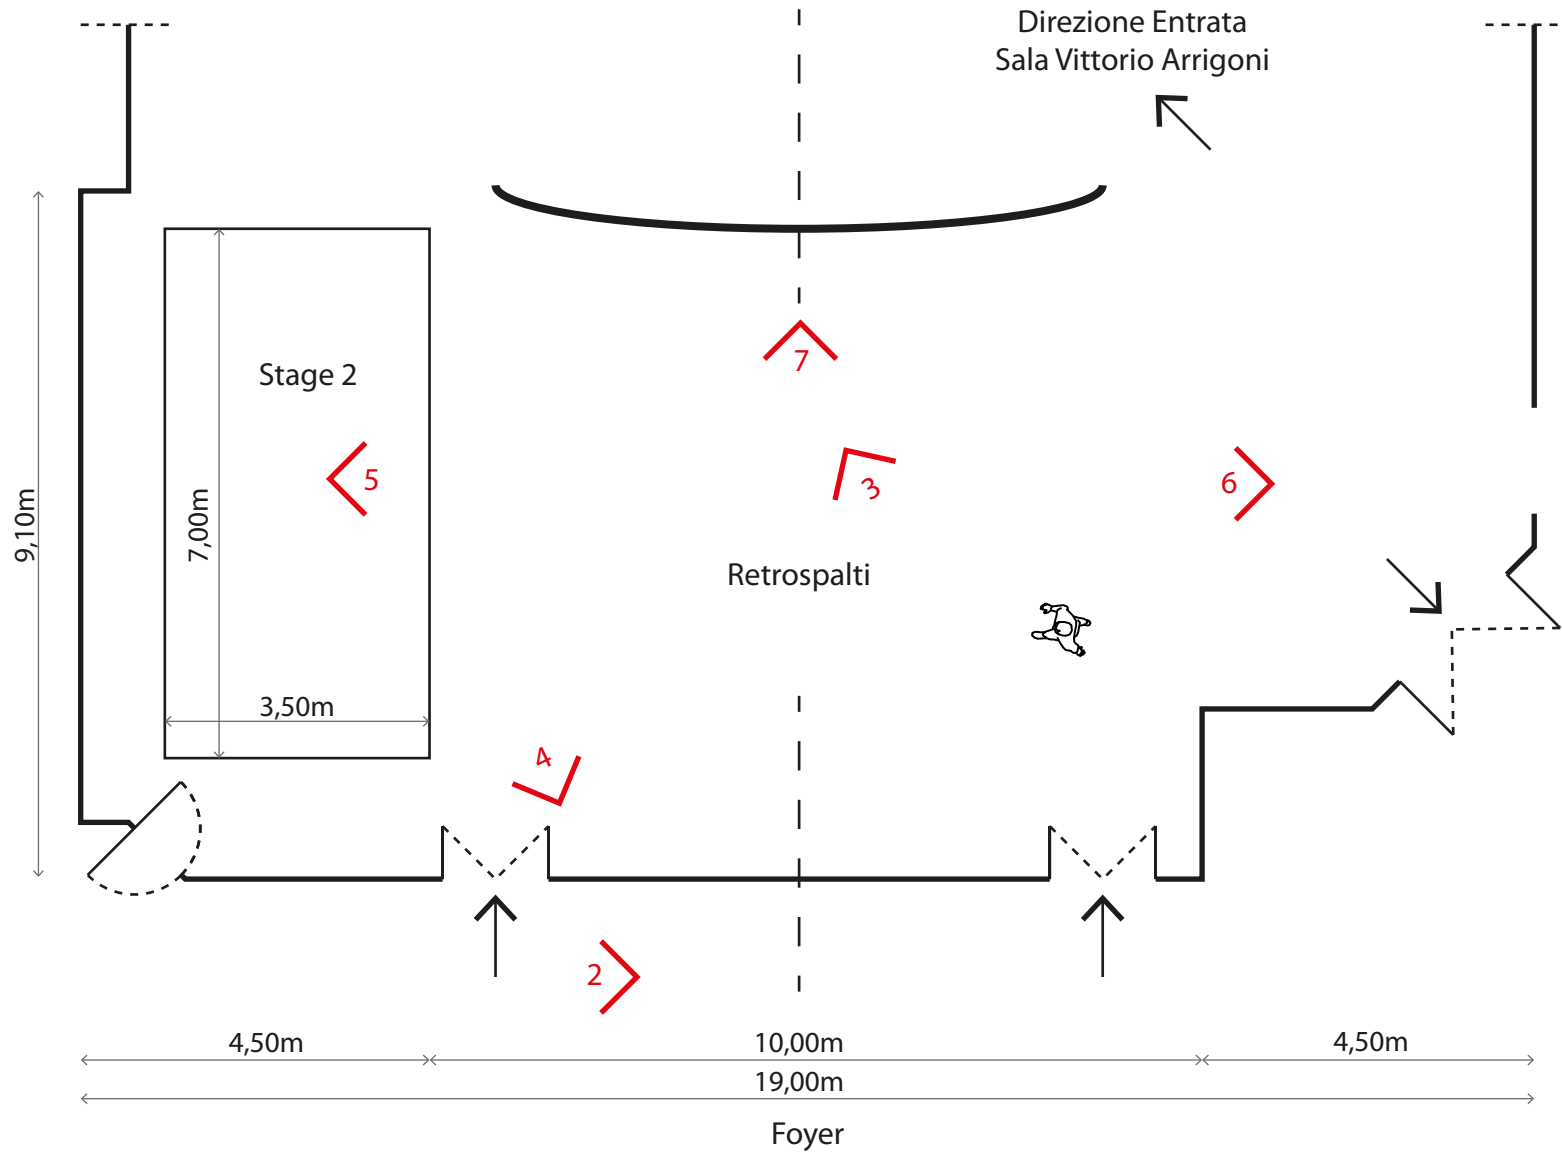 Direzione Entrata
Sala Vittorio Arrigoni
7
Stage 2
5
3
6
9,10m
7,00m
Retrospalti
3,50m
4
2
4,50m
10,00m
4,50m
19,00m
Foyer